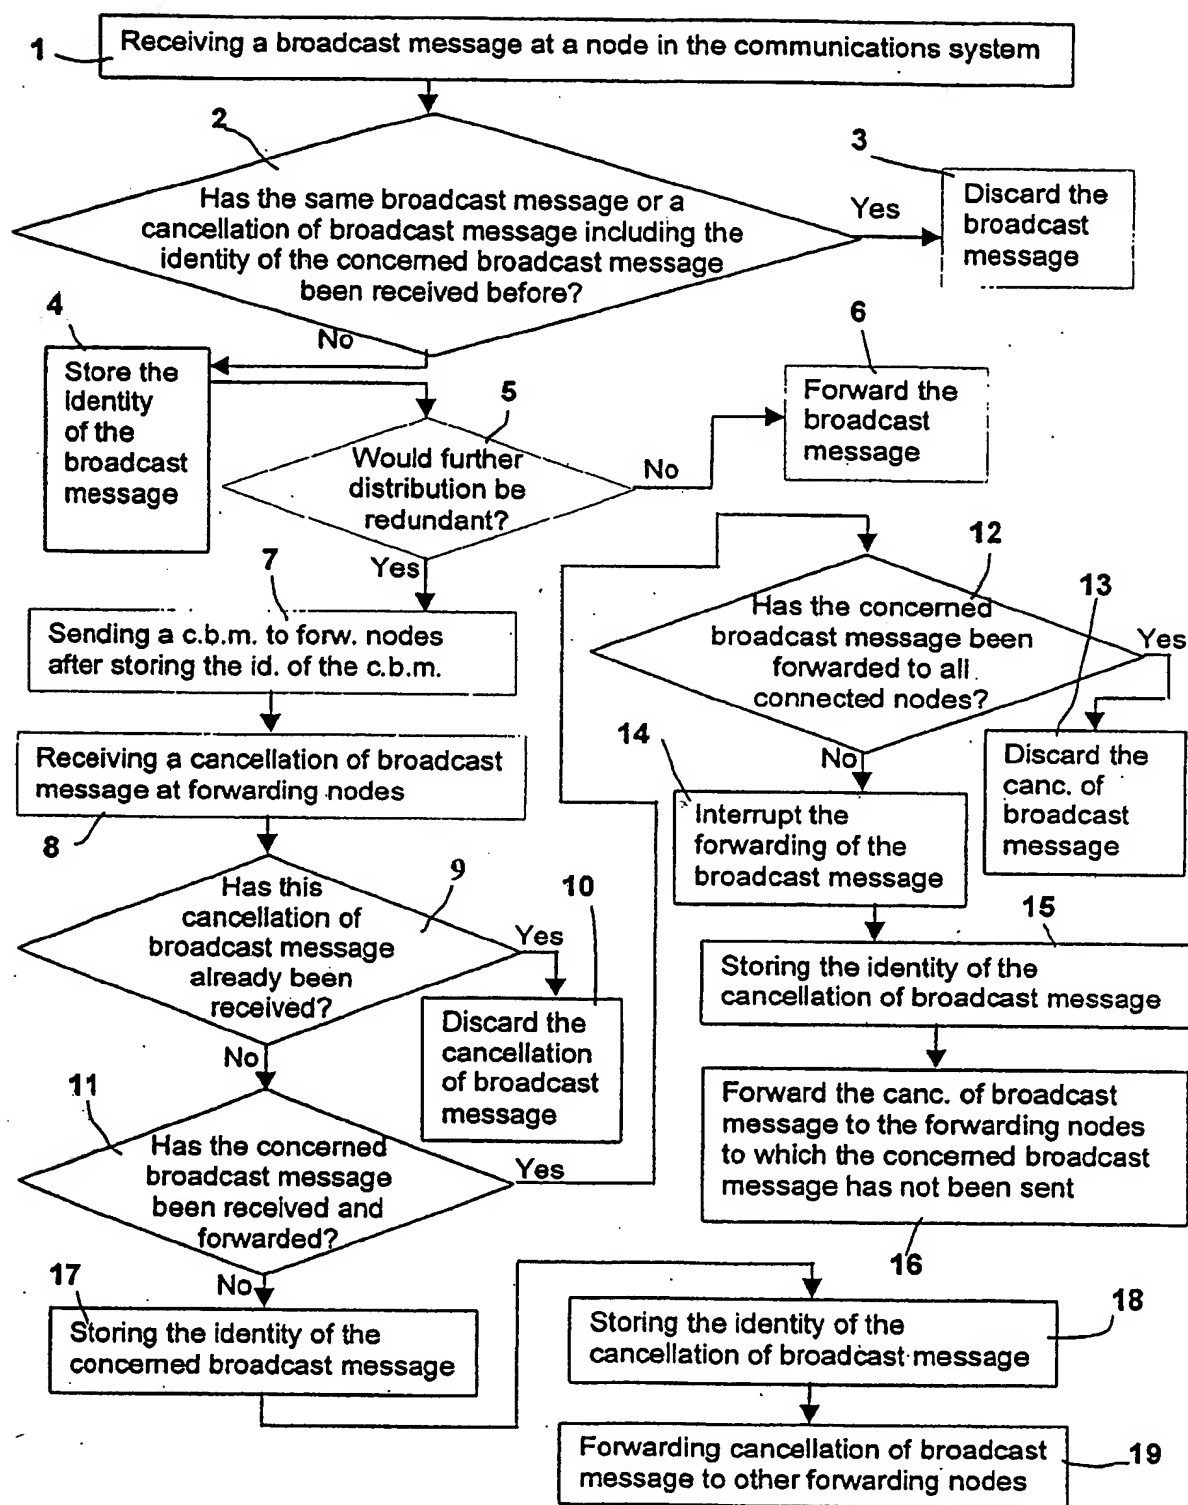 1
Receiving a broadcast message at a node in the communications system
2
Has the same broadcast message or a
cancellation of broadcast message including the
identity of the concerned broadcast message
been received before?
Yes
3
Discard the
broadcast
message
No
4
Store the
identity
of the
broadcast
message
5
Would further
distribution be
redundant?
No
6
Forward the
broadcast
message
Yes
7
Sending a c.b.m. to forw. nodes
after storing the id. of the c.b.m.
Receiving a cancellation of broadcast
message at forwarding nodes
8
Has this
cancellation of
broadcast message
already been
received?
9
Yes
10
Discard the
cancellation
of broadcast
message
No
11
Has the concerned
broadcast message
been received and
forwarded?
Yes
12
Has the concerned
broadcast message been
forwarded to all
connected nodes?
Yes
13
Discard the
canc. of
broadcast
message
No
14
Interrupt the
forwarding of the
broadcast message
15
Storing the identity of the
cancellation of broadcast message
Forward the canc. of broadcast
message to the forwarding nodes
to which the concerned broadcast
message has not been sent
16
No
17
Storing the identity of the
concerned broadcast message
18
Storing the identity of the
cancellation of broadcast message
Forwarding cancellation of broadcast
message to other forwarding nodes
19